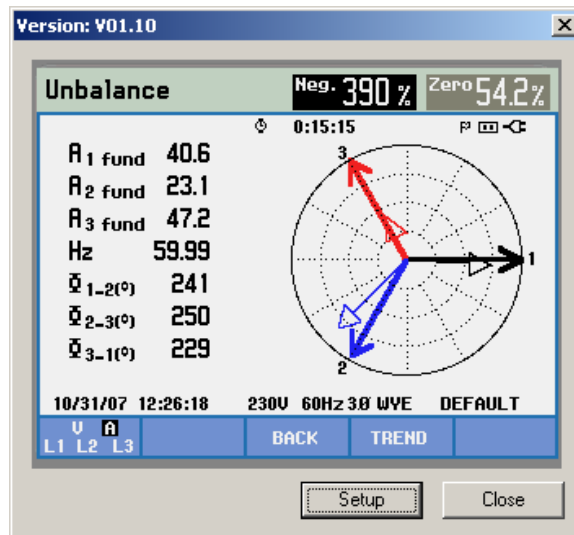 Version: V01.10
Unbalance Neg. 390 % Zero 54.2%
0:15:15
A1 fund 40.6
A2 fund 23.1
A3 fund 47.2
Hz 59.99
Φ1-2(°) 241
Φ2-3(°) 250
Φ3-1(°) 229
3
1
2
10/31/07 12:26:18 230V 60Hz 3Ø WYE DEFAULT
V A
L1 L2 L3
BACK TREND
Setup Close